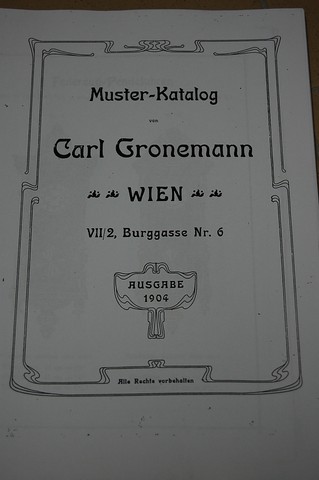 Muster-Katalog
von
Carl Gronemann
WIEN
VII/2, Burggasse Nr. 6
AUSGABE
1904
Alle Rechte vorbehalten